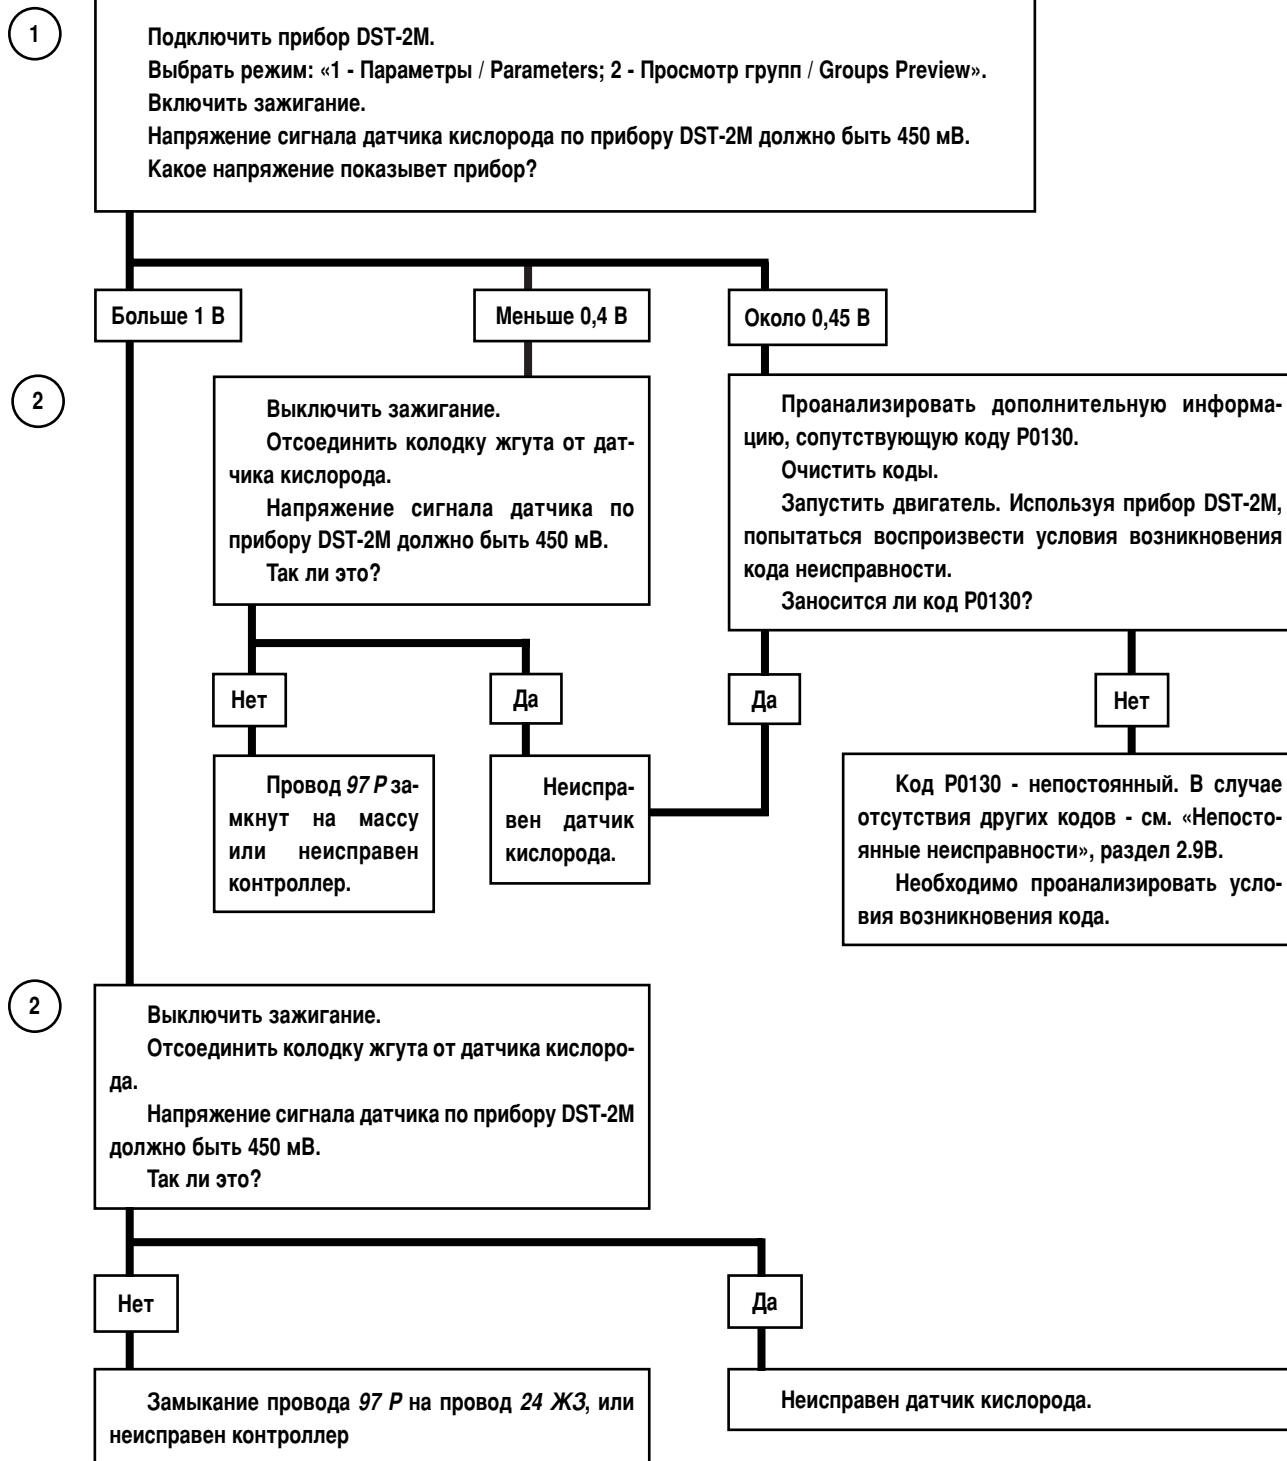 1
Подключить прибор DST-2M.
Выбрать режим: «1 - Параметры / Parameters; 2 - Просмотр групп / Groups Preview».
Включить зажигание.
Напряжение сигнала датчика кислорода по прибору DST-2M должно быть 450 мВ.
Какое напряжение показывет прибор?
Больше 1 В
Меньше 0,4 В
Около 0,45 В
2
Выключить зажигание.
Отсоединить колодку жгута от дат-
чика кислорода.
Напряжение сигнала датчика по
прибору DST-2M должно быть 450 мВ.
Так ли это?
Проанализировать дополнительную информа-
цию, сопутствующую коду Р0130.
Очистить коды.
Запустить двигатель. Используя прибор DST-2M,
попытаться воспроизвести условия возникновения
кода неисправности.
Заносится ли код Р0130?
Нет
Да
Да
Нет
Провод 97 Р за-
мкнут на массу
или неисправен
контроллер.
Неиспра-
вен датчик
кислорода.
Код Р0130 - непостоянный. В случае
отсутствия других кодов - см. «Непосто-
янные неисправности», раздел 2.9В.
Необходимо проанализировать усло-
вия возникновения кода.
2
Выключить зажигание.
Отсоединить колодку жгута от датчика кислоро-
да.
Напряжение сигнала датчика по прибору DST-2M
должно быть 450 мВ.
Так ли это?
Нет
Да
Замыкание провода 97 Р на провод 24 ЖЗ, или
неисправен контроллер
Неисправен датчик кислорода.